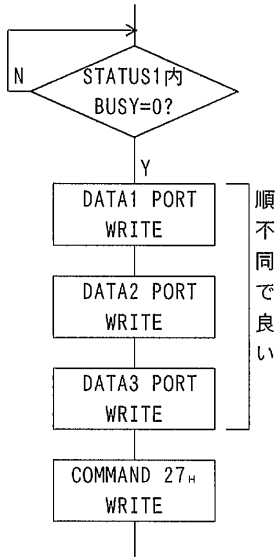 STATUS1内
BUSY=0?
N
Y
DATA1 PORT
WRITE
DATA2 PORT
WRITE
DATA3 PORT
WRITE
順不同で良い
COMMAND 27H
WRITE